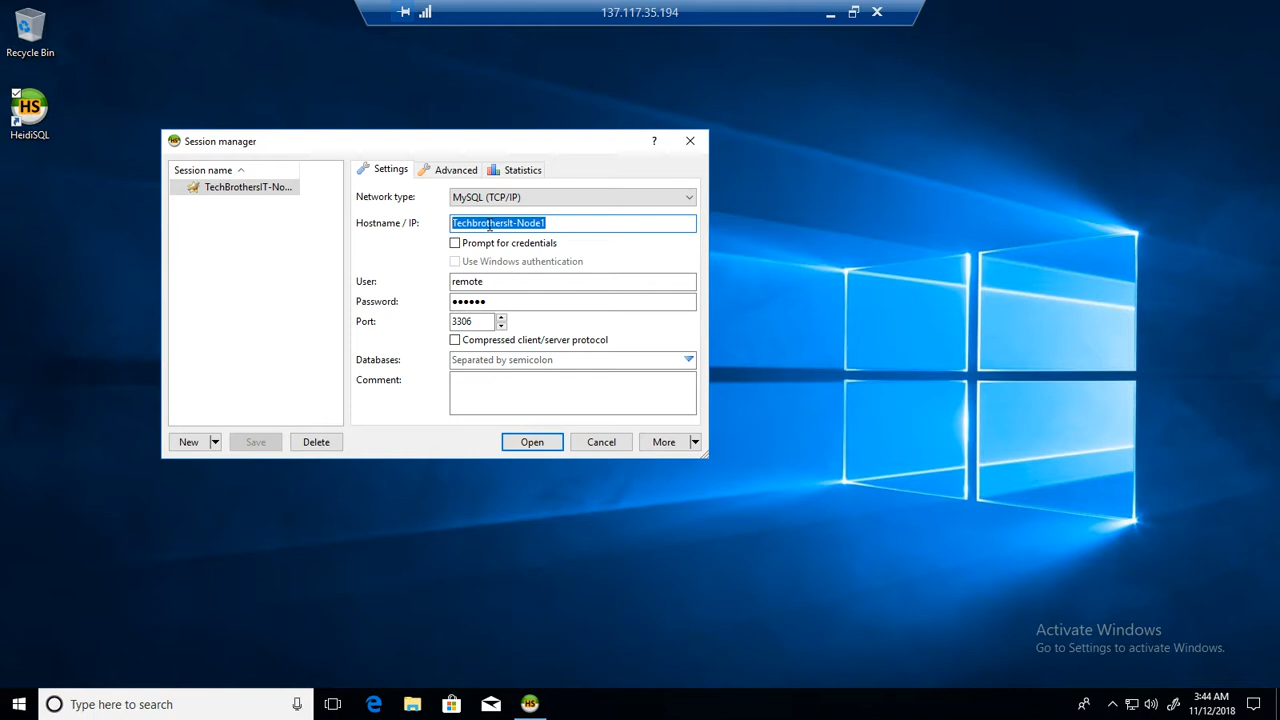 137.117.35.194
Recycle Bin
HS
HeidiSQL
Session manager
?
Session name
TechBrothersIT-No...
Settings
Advanced
Statistics
Network type:
MySQL (TCP/IP)
Hostname / IP:
TechbrothersIt-Node1
Prompt for credentials
Use Windows authentication
User:
remote
Password:
●●●●●●
Port:
3306
Compressed client/server protocol
Databases:
Separated by semicolon
Comment:
New
Save
Delete
Open
Cancel
More
Activate Windows
Go to Settings to activate Windows.
Type here to search
HS
3:44 AM
11/12/2018